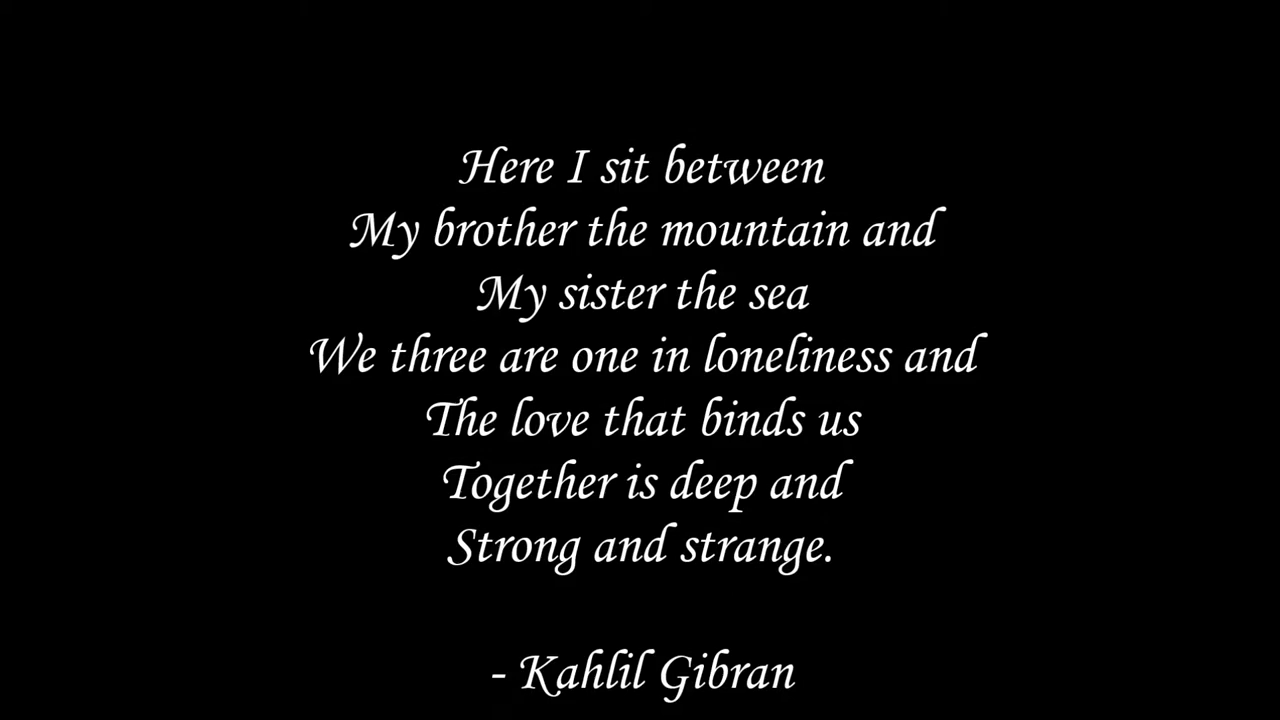 Here I sit between
My brother the mountain and
My sister the sea
We three are one in loneliness and
The love that binds us
Together is deep and
Strong and strange.
- Kahlil Gibran